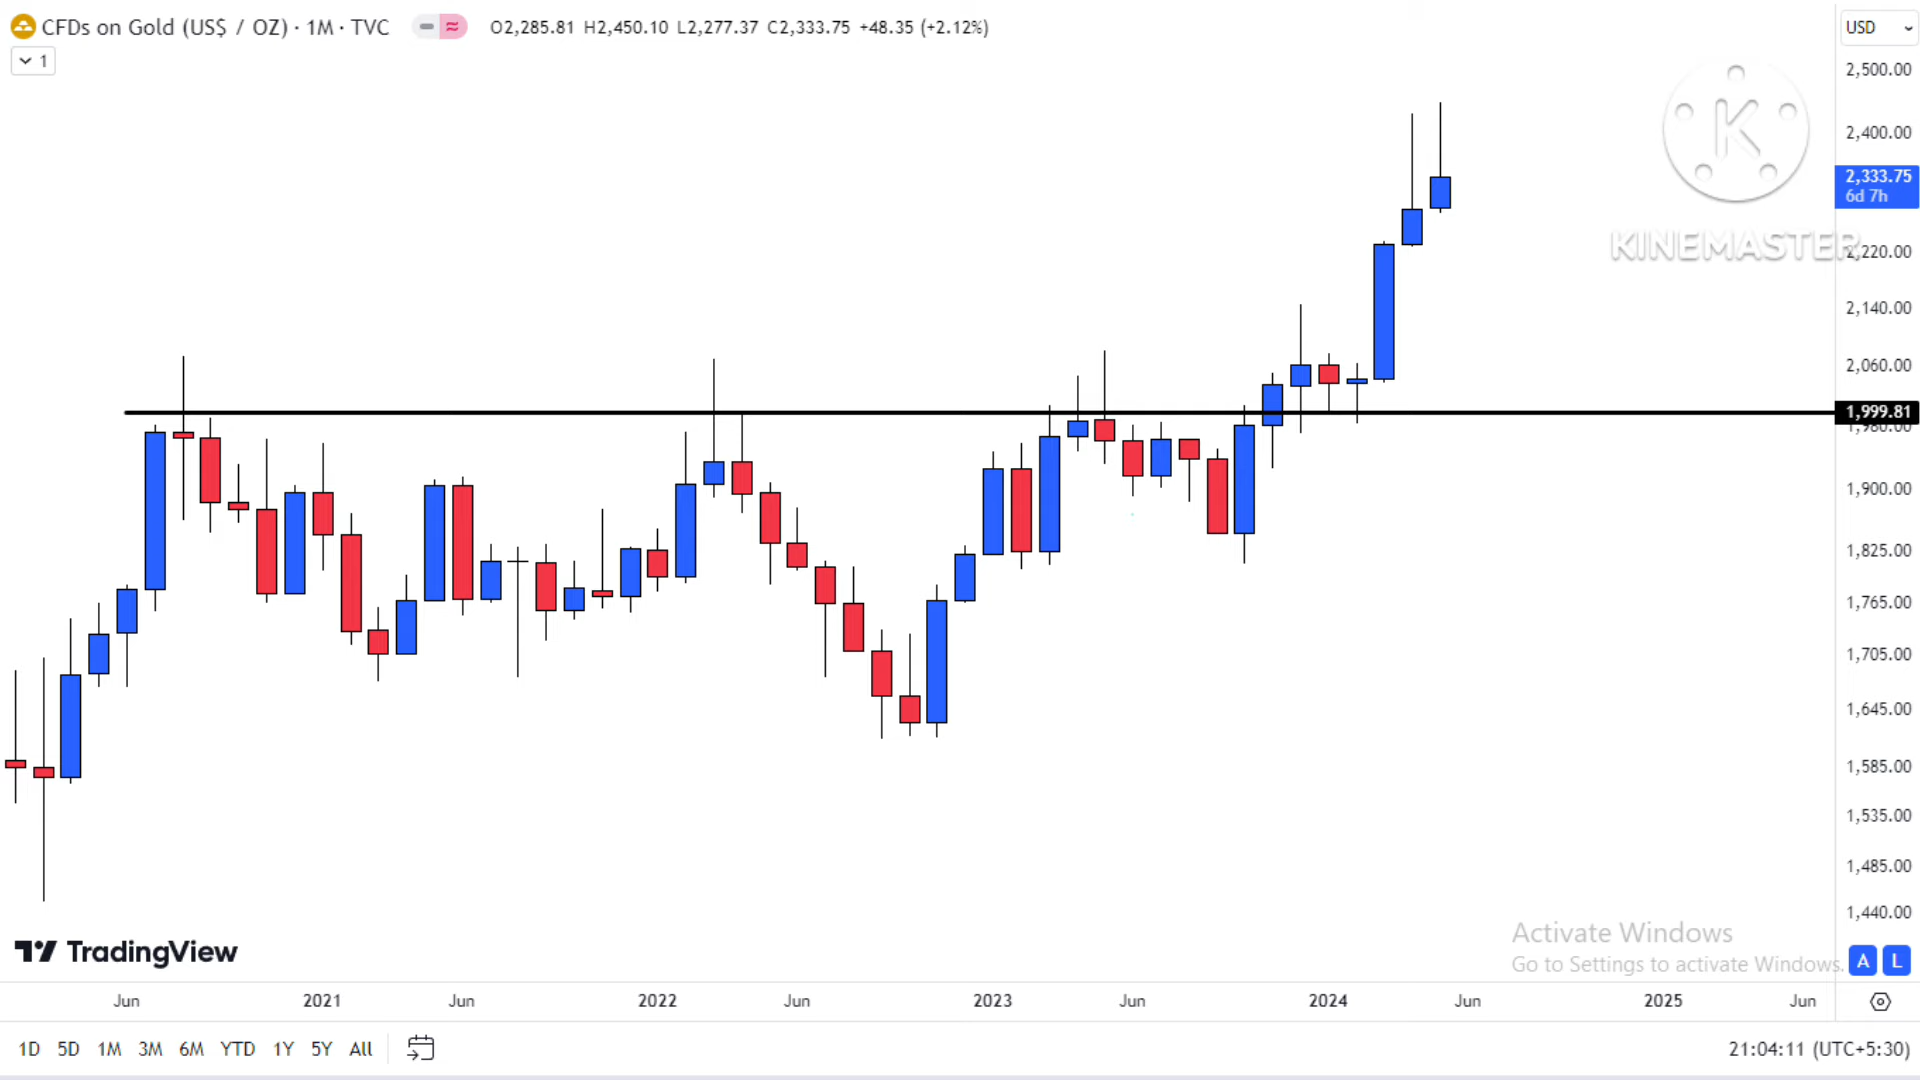 CFDs on Gold (US$ / OZ) · 1M · TVC
O2,285.81 H2,450.10 L2,277.37 C2,333.75 +48.35 (+2.12%)
USD
1
2,500.00
2,400.00
2,333.75
6d 7h
K
KINEMASTER
2,220.00
2,140.00
2,060.00
1,999.81
1,980.00
1,900.00
1,825.00
1,765.00
1,705.00
1,645.00
1,585.00
1,535.00
1,485.00
1,440.00
TradingView
Activate Windows
Go to Settings to activate Windows.
A L
Jun 2021 Jun 2022 Jun 2023 Jun 2024 Jun 2025 Jun
1D 5D 1M 3M 6M YTD 1Y 5Y All
21:04:11 (UTC+5:30)